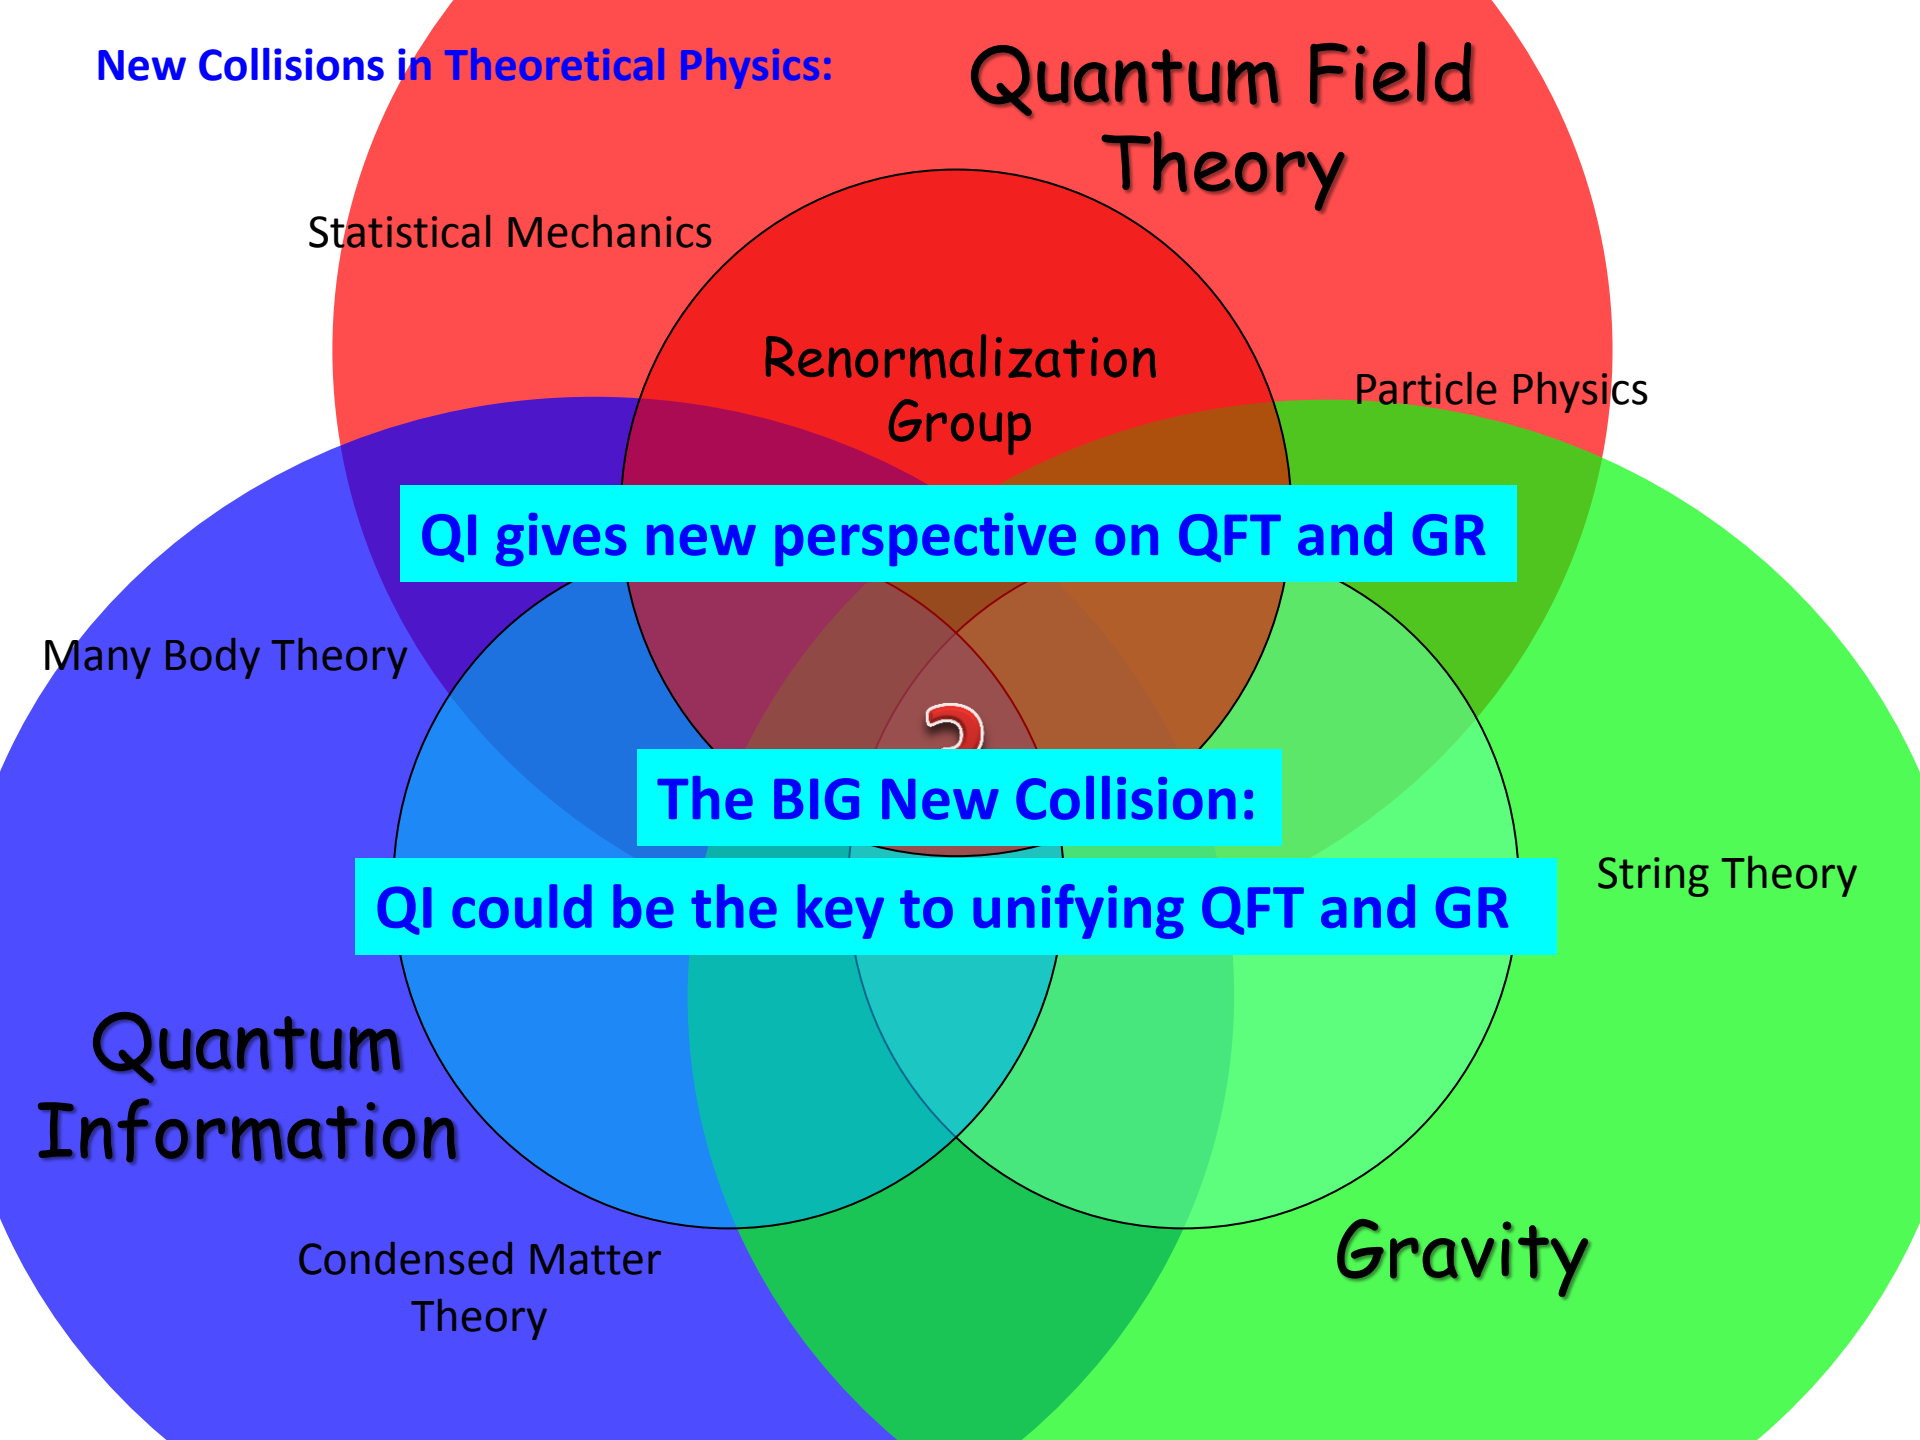 New Collisions in Theoretical Physics:
Quantum Field
Theory
Statistical Mechanics
Renormalization
Group
Particle Physics
QI gives new perspective on QFT and GR
Many Body Theory
The BIG New Collision:
QI could be the key to unifying QFT and GR
String Theory
Quantum
Information
Condensed Matter
Theory
Gravity